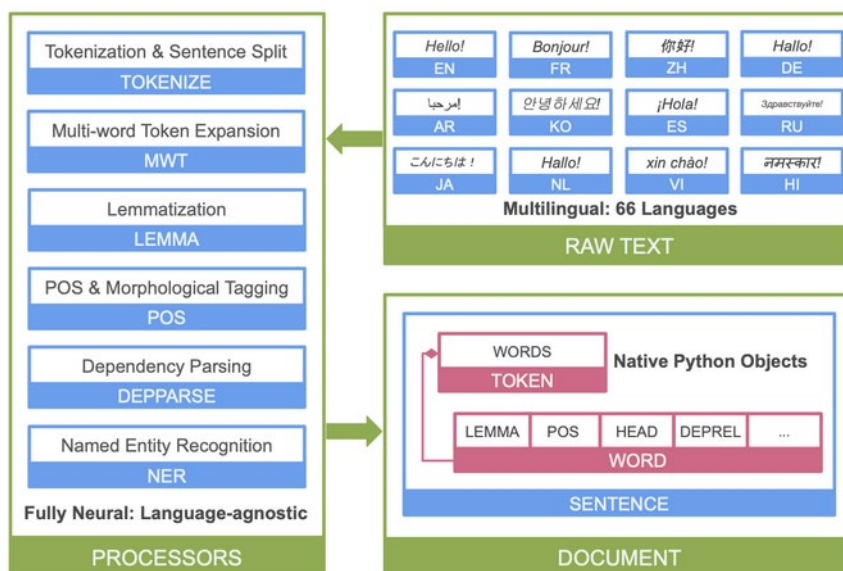 Tokenization & Sentence Split
TOKENIZE
Multi-word Token Expansion
MWT
Lemmatization
LEMMA
POS & Morphological Tagging
POS
Dependency Parsing
DEPPARSE
Named Entity Recognition
NER
Fully Neural: Language-agnostic
PROCESSORS
Hello!
EN
Bonjour!
FR
你好!
ZH
Hallo!
DE
مرحبا!
AR
안녕하세요!
KO
¡Hola!
ES
Здравствуйте!
RU
こんにちは！
JA
Hallo!
NL
xin chào!
VI
नमस्कार!
HI
Multilingual: 66 Languages
RAW TEXT
WORDS
TOKEN
Native Python Objects
LEMMA POS HEAD DEPREL ...
WORD
SENTENCE
DOCUMENT